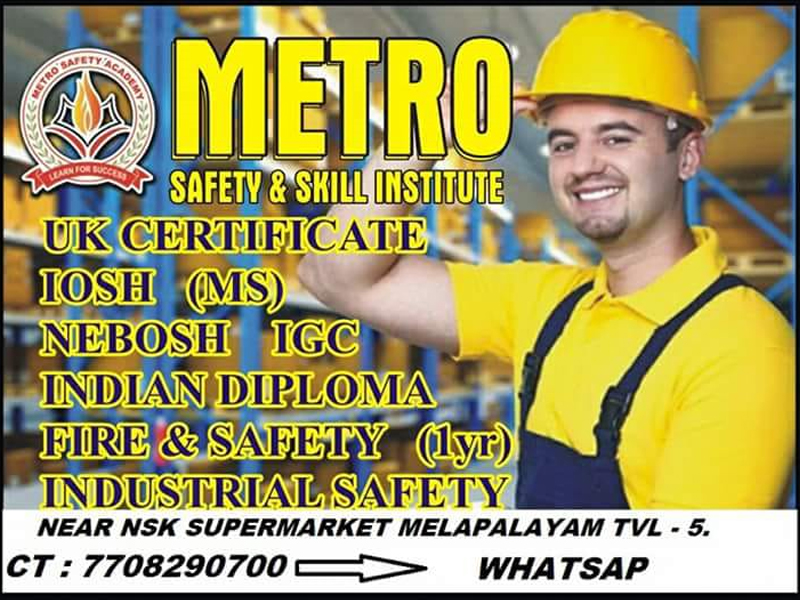 METRO SAFETY ACADEMY
LEARN FOR SUCCESS
METRO
SAFETY & SKILL INSTITUTE
UK CERTIFICATE
IOSH (MS)
NEBOSH IGC
INDIAN DIPLOMA
FIRE & SAFETY (1yr)
INDUSTRIAL SAFETY
NEAR NSK SUPERMARKET MELAPALAYAM TVL - 5.
CT : 7708290700 WHATSAP